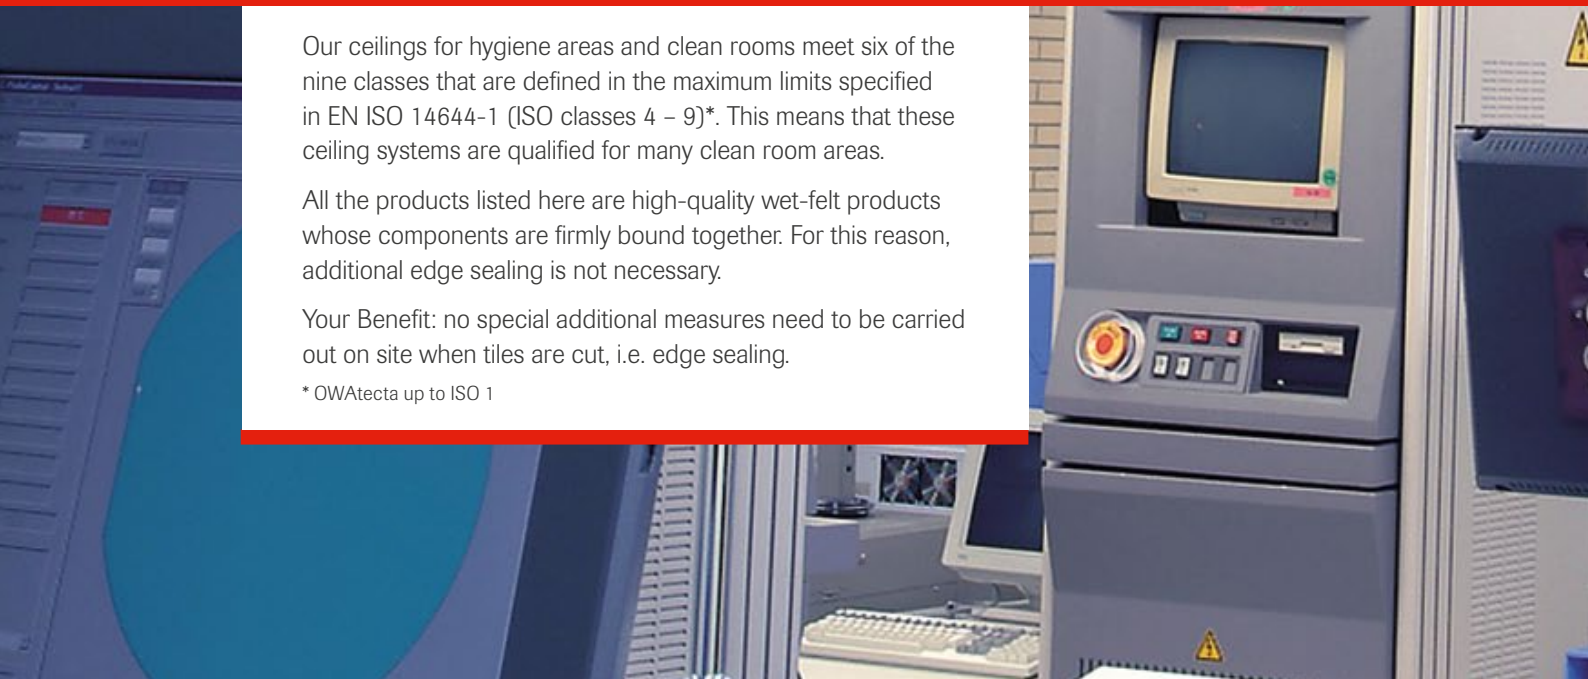 Our ceilings for hygiene areas and clean rooms meet six of the
nine classes that are defined in the maximum limits specified
in EN ISO 14644-1 (ISO classes 4 – 9)*. This means that these
ceiling systems are qualified for many clean room areas.
All the products listed here are high-quality wet-felt products
whose components are firmly bound together. For this reason,
additional edge sealing is not necessary.
Your Benefit: no special additional measures need to be carried
out on site when tiles are cut, i.e. edge sealing.
* OWAtecta up to ISO 1